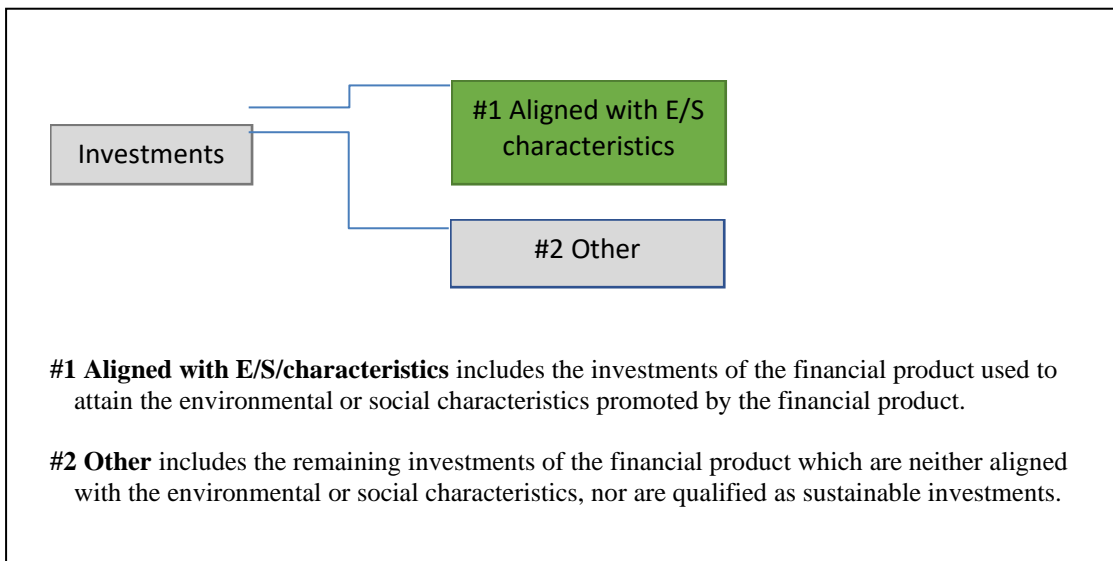 #1 Aligned with E/S
characteristics
Investments
#2 Other
#1 Aligned with E/S/characteristics includes the investments of the financial product used to
attain the environmental or social characteristics promoted by the financial product.
#2 Other includes the remaining investments of the financial product which are neither aligned
with the environmental or social characteristics, nor are qualified as sustainable investments.